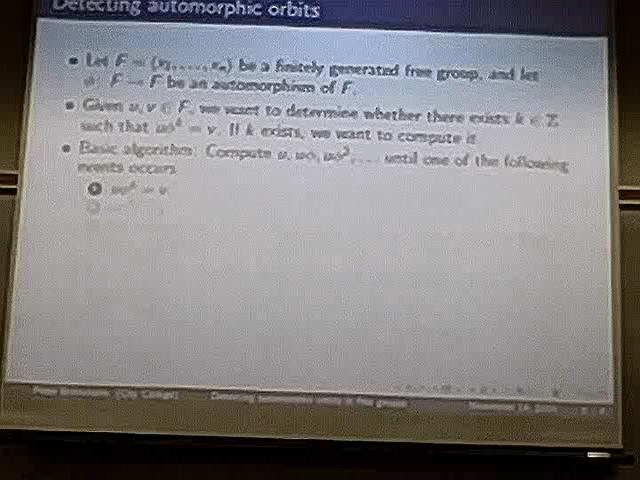 Detecting automorphic orbits
Let F = ⟨x₁, . . . , xₙ⟩ be a finitely generated free group, and let
φ: F → F be an automorphism of F.
Given u, v ∈ F, we want to determine whether there exists k ∈ ℤ
such that uφᵏ = v. If k exists, we want to compute it.
Basic algorithm: Compute u, uφ, uφ², . . . until one of the following
events occurs
1 uφᵏ = v